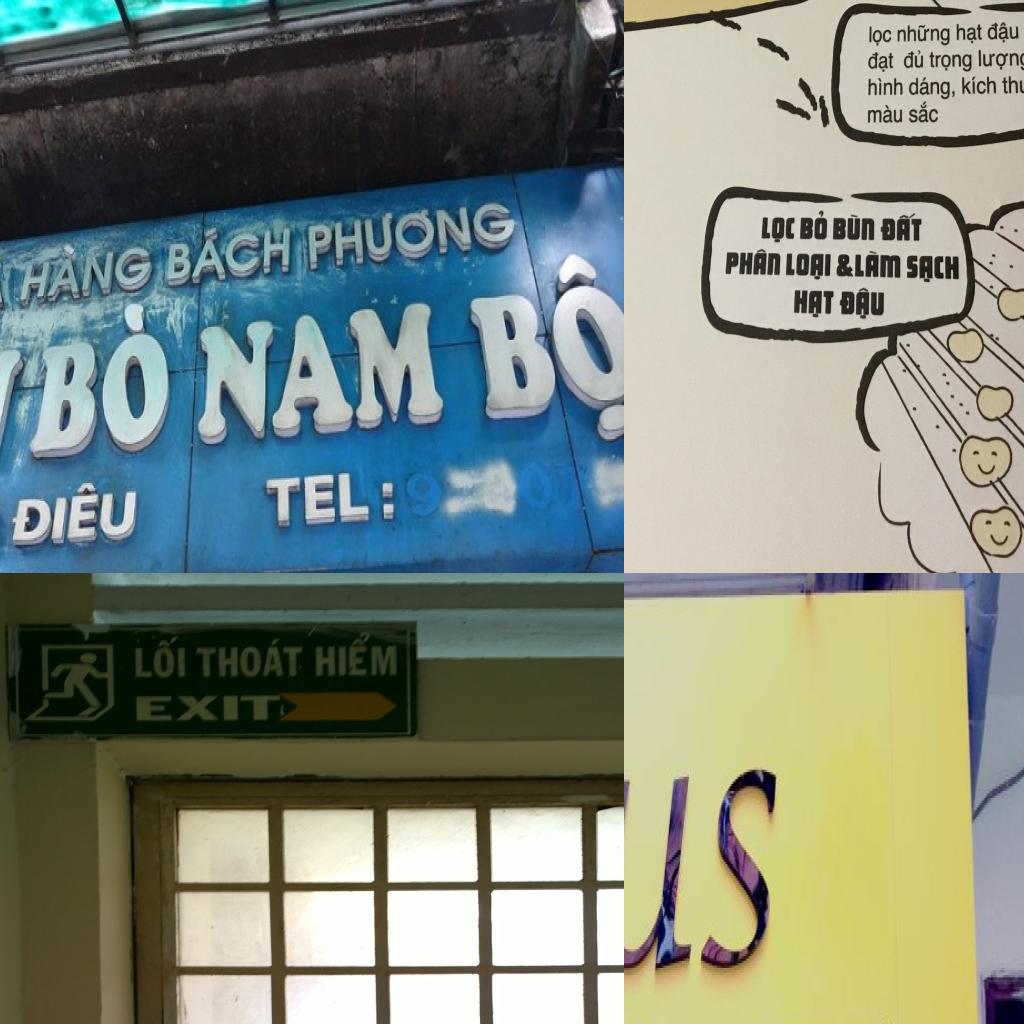 HÀNG BÁCH PHƯƠNG
BÒ NAM BỘ
ĐIÊU TEL :
lọc những hạt đậu
đạt đủ trọng lượng
hình dáng, kích
màu sắc
LỌC BỎ BÙN ĐẤT
PHÂN LOẠI &LÀM SẠCH
HẠT ĐẬU
LỐI THOÁT HIỂM
EXIT
us